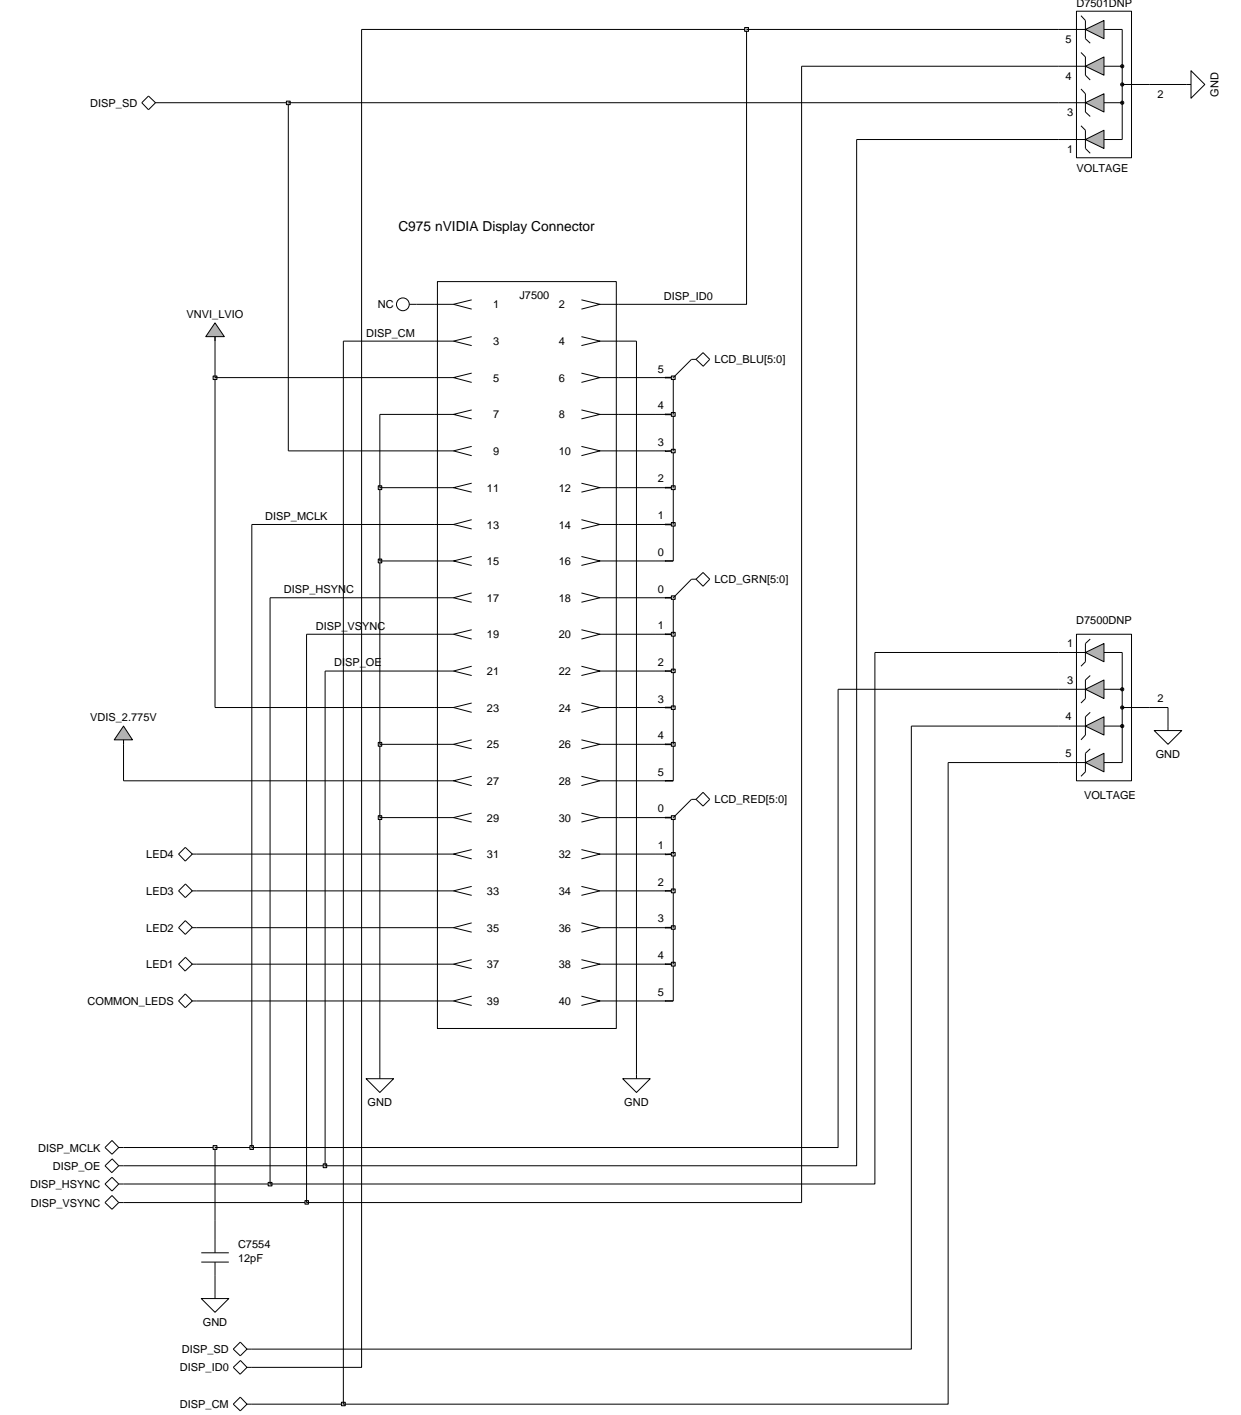 D7501DNP
5
4
3
1
2
GND
VOLTAGE
DISP_SD
C975 nVIDIA Display Connector
J7500
NC
1
2
DISP_ID0
VNVI_LVIO
DISP_CM
3
4
LCD_BLU[5:0]
5
6
5
7
8
4
9
10
3
11
12
2
DISP_MCLK
13
14
1
15
16
0
LCD_GRN[5:0]
DISP_HSYNC
17
18
0
DISP_VSYNC
19
20
1
DISP_OE
21
22
2
23
24
3
VDIS_2.775V
25
26
4
27
28
5
LCD_RED[5:0]
29
30
0
LED4
31
32
1
LED3
33
34
2
LED2
35
36
3
LED1
37
38
4
COMMON_LEDS
39
40
5
GND
GND
D7500DNP
1
3
4
5
2
GND
VOLTAGE
DISP_MCLK
DISP_OE
DISP_HSYNC
DISP_VSYNC
C7554
12pF
GND
DISP_SD
DISP_ID0
DISP_CM